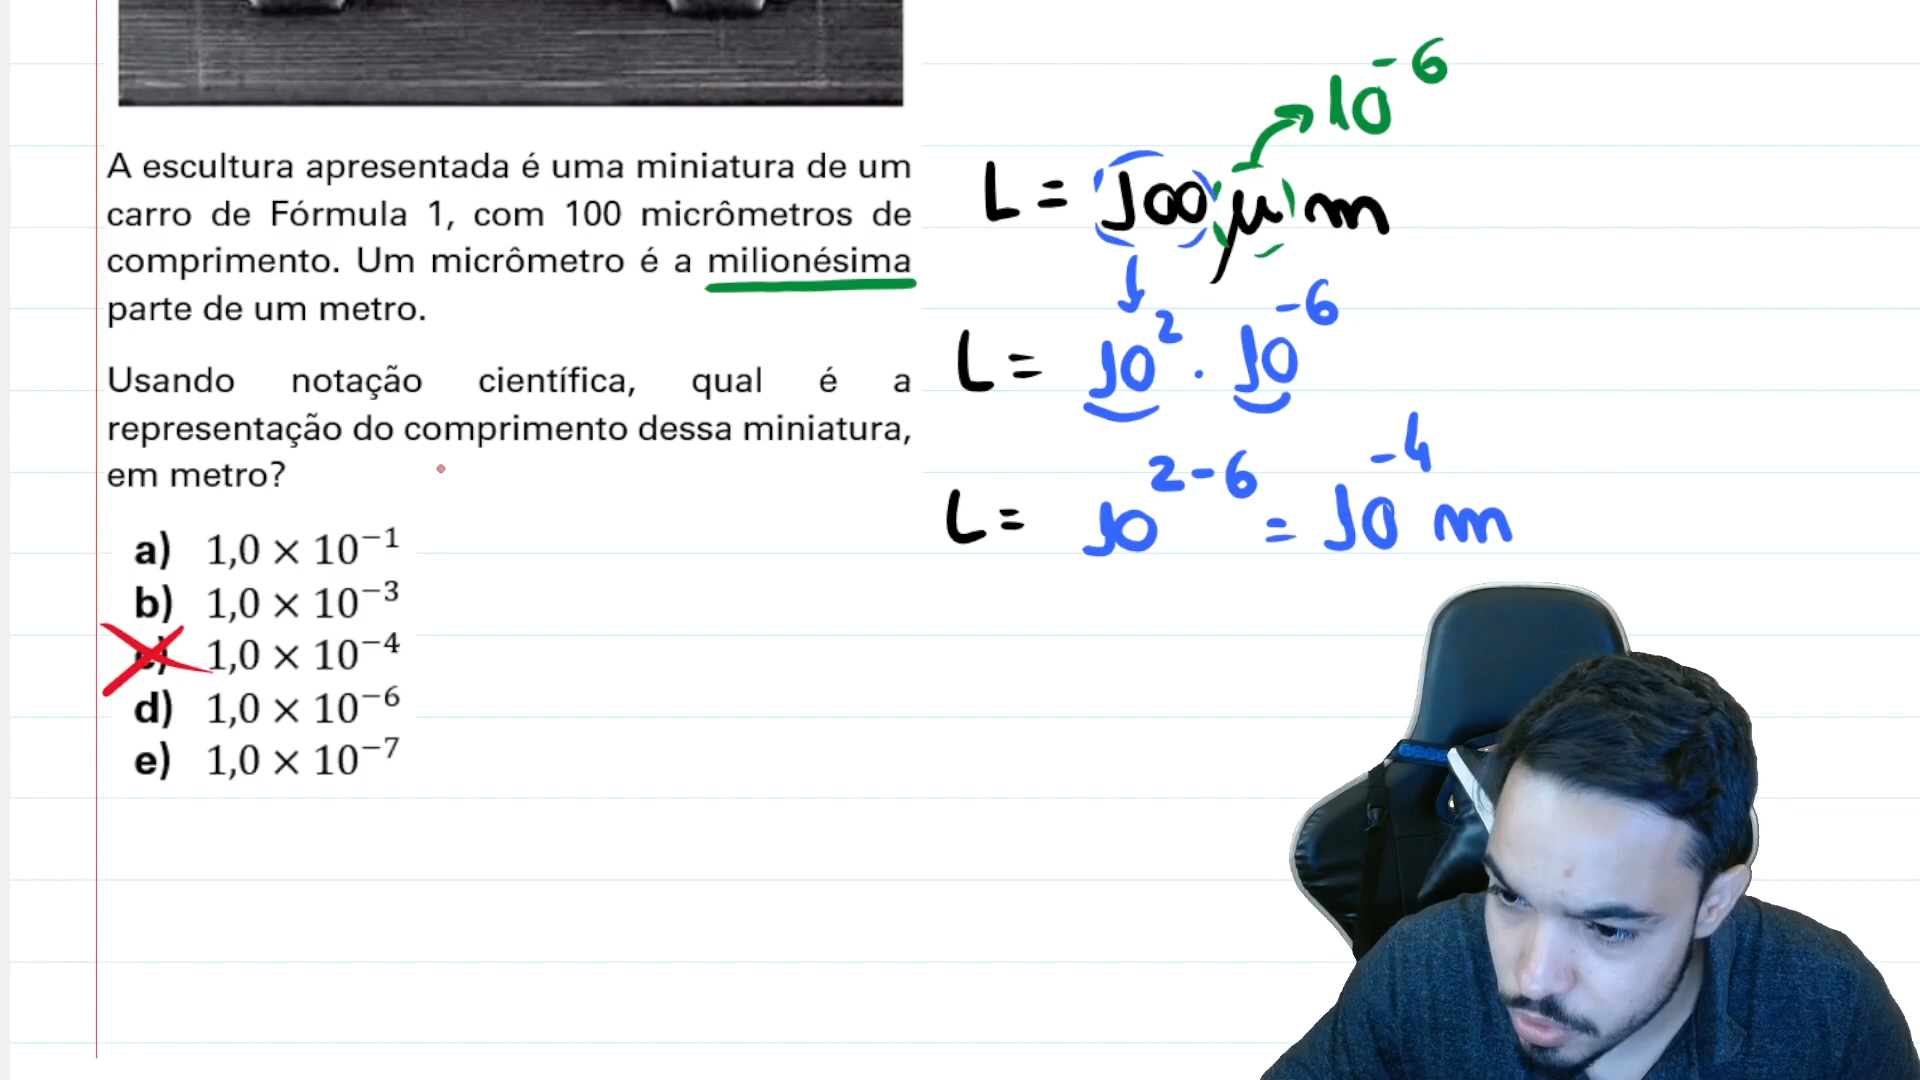 A escultura apresentada é uma miniatura de um
carro de Fórmula 1, com 100 micrômetros de
comprimento. Um micrômetro é a milionésima
parte de um metro.
Usando notação científica, qual é a
representação do comprimento dessa miniatura,
em metro?
a) 1,0 × 10⁻¹
b) 1,0 × 10⁻³
c) 1,0 × 10⁻⁴
d) 1,0 × 10⁻⁶
e) 1,0 × 10⁻⁷
10⁻⁶
L = 100 μ m
L = 10² . 10⁻⁶
L = 10²⁻⁶ = 10⁻⁴ m